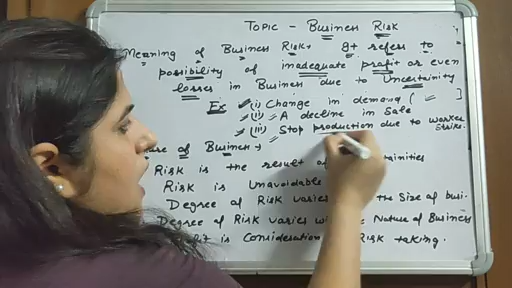 Topic - Business Risk
Meaning of Business Risk→ It refers to
possibility of inadequate profit or even
losses in Business due to Uncertainity
Ex (i) Change in demand (
(ii) A decline in Sale
(iii) Stop production due to worker strike.
of Business→
Risk is the result of
Risk is Unavoidable
Degree of Risk varies the Size of busi-
Degree of Risk varies Nature of Business
is Consideration Risk taking.